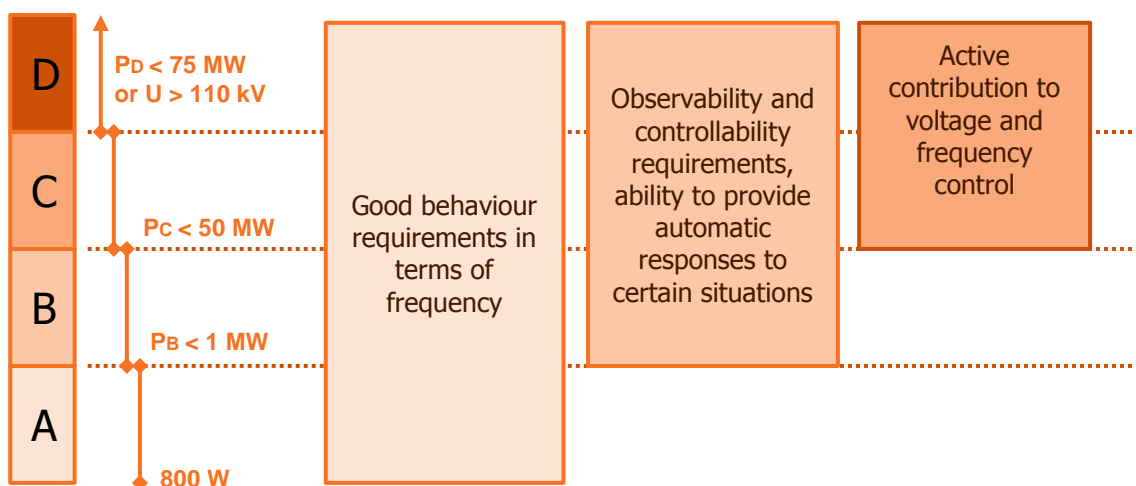 D
PD < 75 MW
or U > 110 kV
C
PC < 50 MW
B
PB < 1 MW
A
800 W
Good behaviour
requirements in
terms of
frequency
Observability and
controllability
requirements,
ability to provide
automatic
responses to
certain situations
Active
contribution to
voltage and
frequency
control